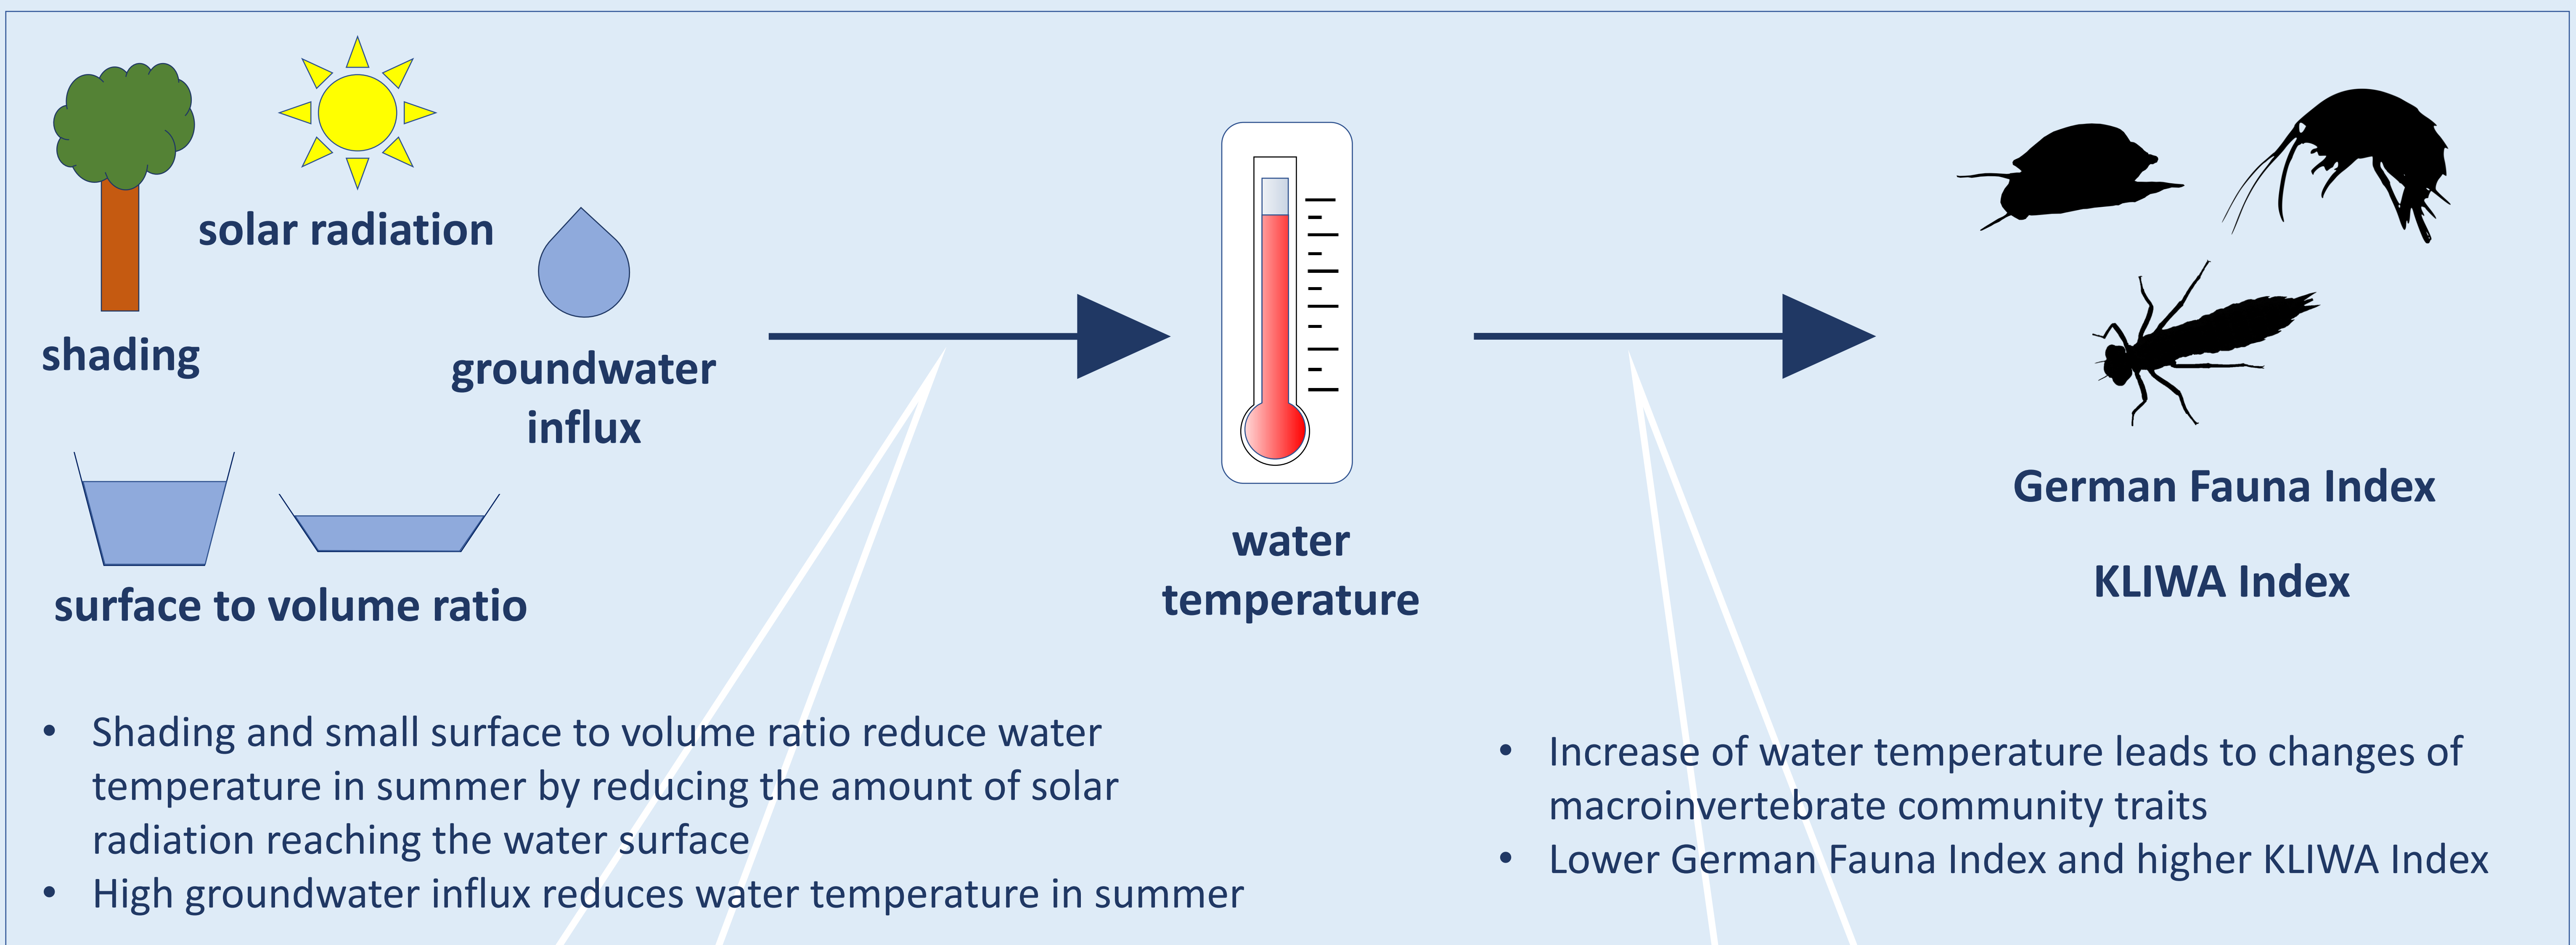 solar radiation
shading
groundwater
influx
surface to volume ratio
water
temperature
German Fauna Index
KLIWA Index
• Shading and small surface to volume ratio reduce water
temperature in summer by reducing the amount of solar
radiation reaching the water surface
• High groundwater influx reduces water temperature in summer
• Increase of water temperature leads to changes of
macroinvertebrate community traits
• Lower German Fauna Index and higher KLIWA Index